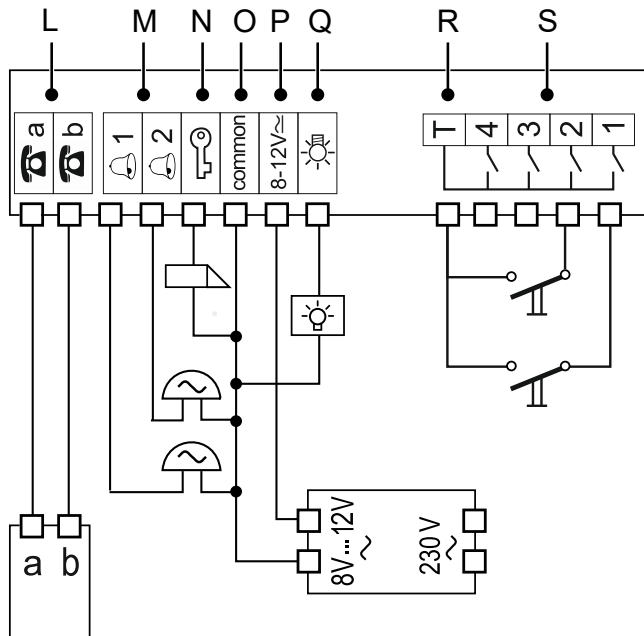 L M N O P Q R S
a b 1 2 common 8-12V≂ T 4 3 2 1
8V┅12V
~
230 V
~
a b